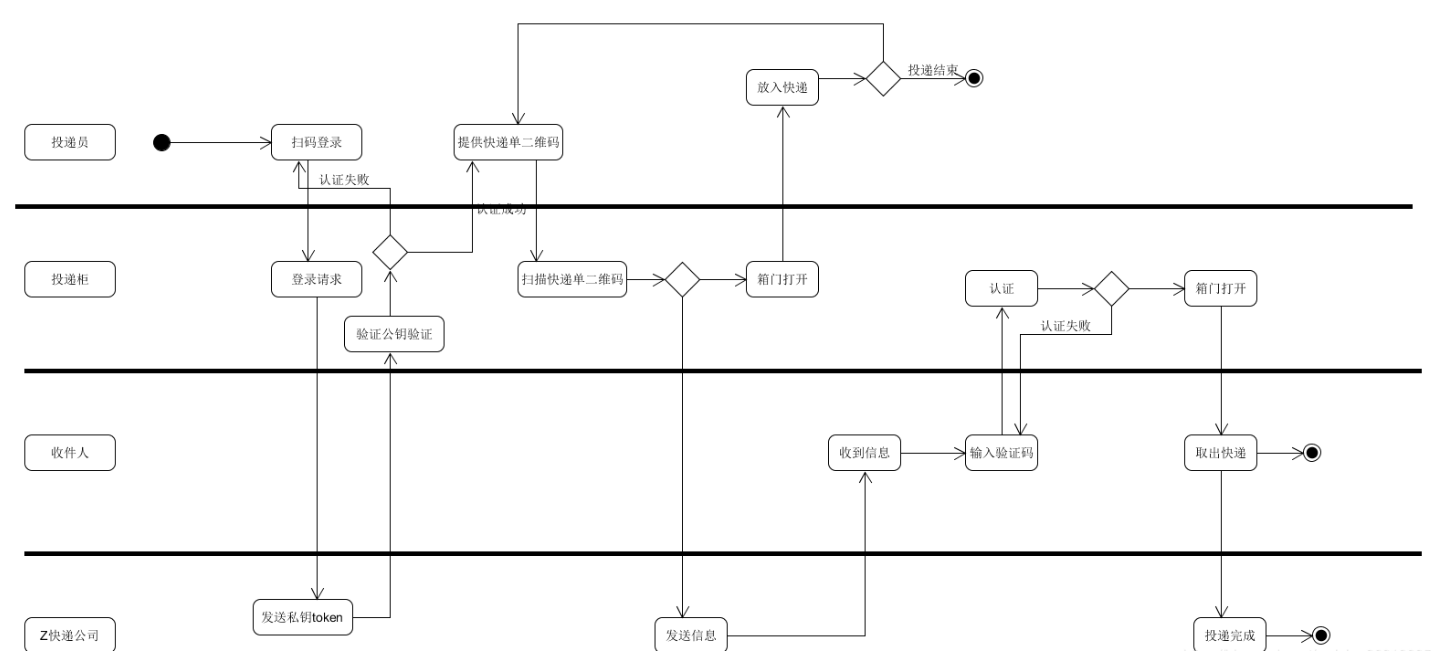 投递结束
放入快递
投递员
扫码登录
提供快递单二维码
认证失败
认证成功
投递柜
登录请求
扫描快递单二维码
箱门打开
认证
箱门打开
认证失败
验证公钥验证
收件人
收到信息
输入验证码
取出快递
发送私钥token
Z快递公司
发送信息
投递完成